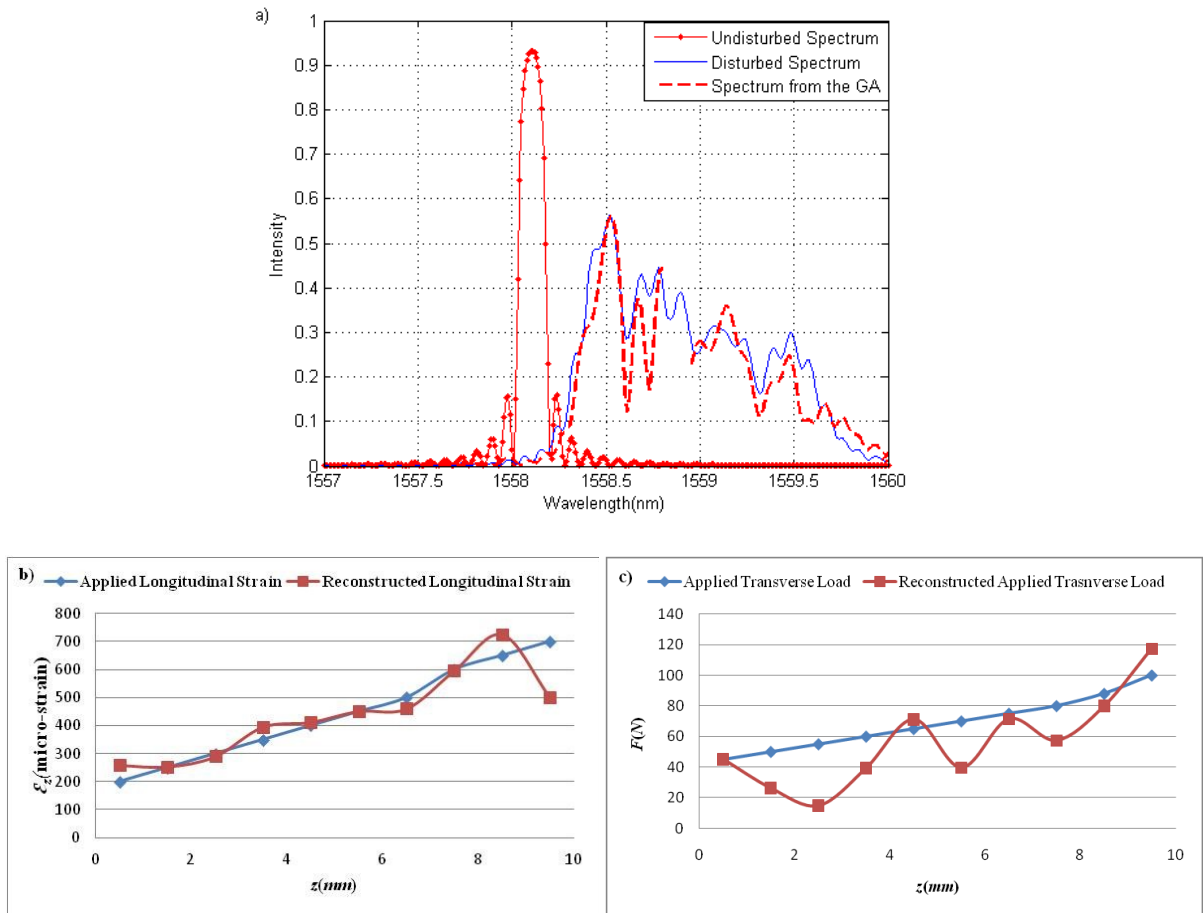 a)
Undisturbed Spectrum
Disturbed Spectrum
Spectrum from the GA
1
0.9
0.8
0.7
0.6
0.5
0.4
0.3
0.2
0.1
0
Intensity
1557 1557.5 1558 1558.5 1559 1559.5 1560
Wavelength(nm)
b)
Applied Longitudinal Strain Reconstructed Longitudinal Strain
800
700
600
500
400
300
200
100
0
Ɛz(micro-strain)
0 2 4 6 8 10
z(mm)
c)
Applied Transverse Load Reconstructed Applied Trasnverse Load
140
120
100
80
60
40
20
0
F(N)
0 2 4 6 8 10
z(mm)